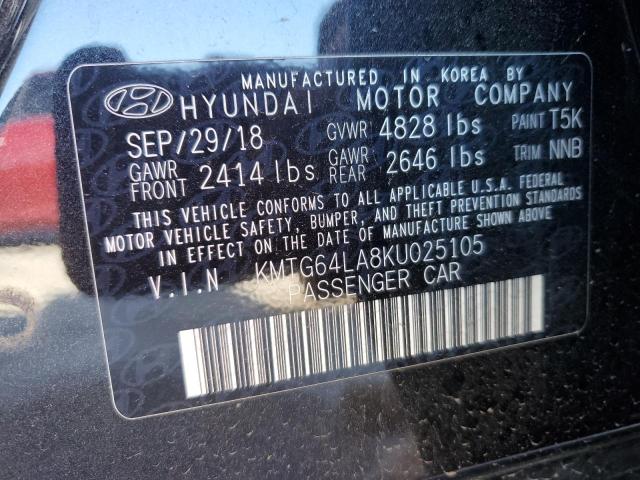 MANUFACTURED IN KOREA BY
HYUNDAI MOTOR COMPANY
SEP/29/18 GVWR 4828 lbs PAINT T5K
GAWR FRONT 2414 lbs GAWR REAR 2646 lbs TRIM NNB
THIS VEHICLE CONFORMS TO ALL APPLICABLE U.S.A. FEDERAL
MOTOR VEHICLE SAFETY, BUMPER, AND THEFT PREVENTION STANDARDS
IN EFFECT ON THE DATE OF MANUFACTURE SHOWN ABOVE
V.I.N KMTG64LA8KU025105
PASSENGER CAR